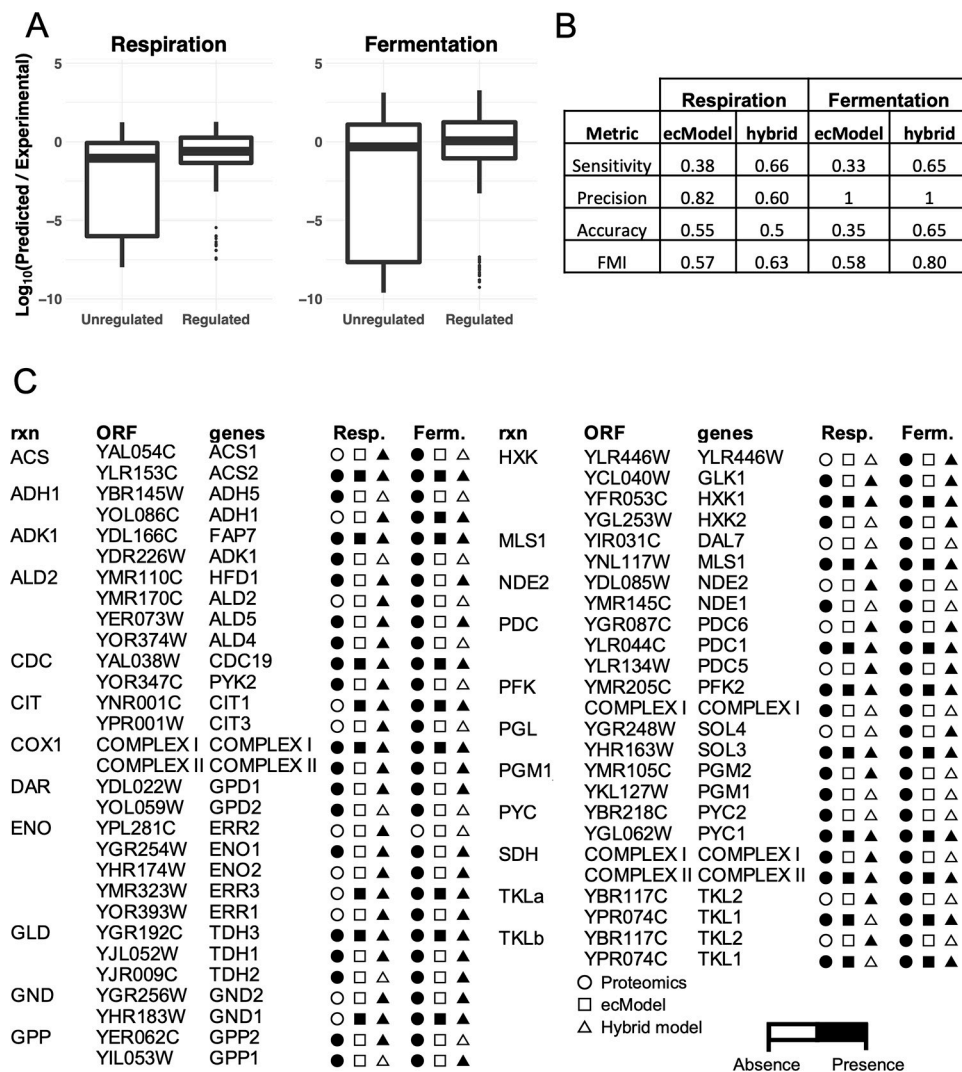 A
B
Respiration
Fermentation
Log10(Predicted / Experimental)
5
0
−5
−10
Unregulated Regulated
5
0
−5
−10
Unregulated Regulated
Respiration Fermentation
Metric ecModel hybrid ecModel hybrid
Sensitivity 0.38 0.66 0.33 0.65
Precision 0.82 0.60 1 1
Accuracy 0.55 0.5 0.35 0.65
FMI 0.57 0.63 0.58 0.80
C
rxn ORF genes Resp. Ferm.
ACS YAL054C ACS1
YLR153C ACS2
ADH1 YBR145W ADH5
YOL086C ADH1
ADK1 YDL166C FAP7
YDR226W ADK1
ALD2 YMR110C HFD1
YMR170C ALD2
YER073W ALD5
YOR374W ALD4
CDC YAL038W CDC19
YOR347C PYK2
CIT YNR001C CIT1
YPR001W CIT3
COX1 COMPLEX I COMPLEX I
COMPLEX II COMPLEX II
DAR YDL022W GPD1
YOL059W GPD2
ENO YPL281C ERR2
YGR254W ENO1
YHR174W ENO2
YMR323W ERR3
YOR393W ERR1
GLD YGR192C TDH3
YJL052W TDH1
YJR009C TDH2
GND YGR256W GND2
YHR183W GND1
GPP YER062C GPP2
YIL053W GPP1
rxn ORF genes Resp. Ferm.
HXK YLR446W YLR446W
YCL040W GLK1
YFR053C HXK1
YGL253W HXK2
MLS1 YIR031C DAL7
YNL117W MLS1
NDE2 YDL085W NDE2
YMR145C NDE1
PDC YGR087C PDC6
YLR044C PDC1
YLR134W PDC5
PFK YMR205C PFK2
COMPLEX I COMPLEX I
PGL YGR248W SOL4
YHR163W SOL3
PGM1 YMR105C PGM2
YKL127W PGM1
PYC YBR218C PYC2
YGL062W PYC1
SDH COMPLEX I COMPLEX I
COMPLEX II COMPLEX II
TKLa YBR117C TKL2
YPR074C TKL1
TKLb YBR117C TKL2
YPR074C TKL1
Proteomics
ecModel
Hybrid model
Absence Presence